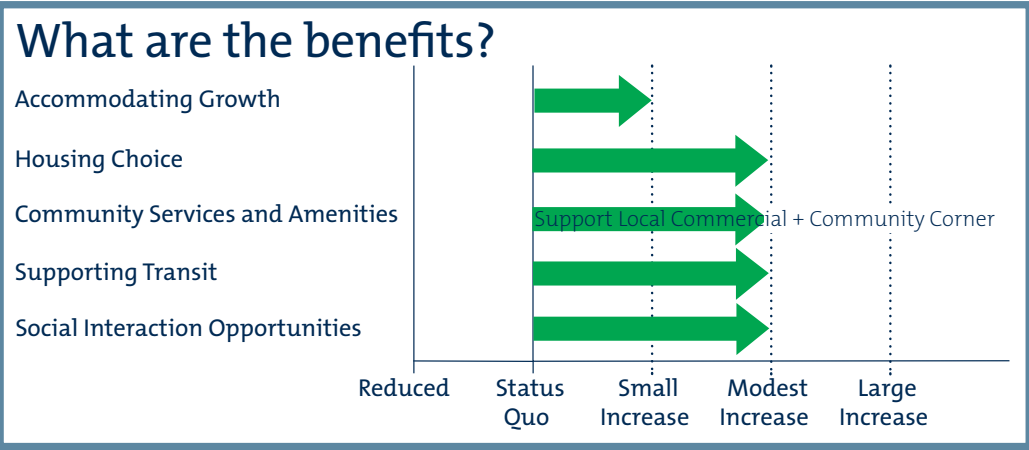 What are the benefits?
Accommodating Growth
Housing Choice
Community Services and Amenities
Support Local Commercial + Community Corner
Supporting Transit
Social Interaction Opportunities
Reduced
Status
Quo
Small
Increase
Modest
Increase
Large
Increase